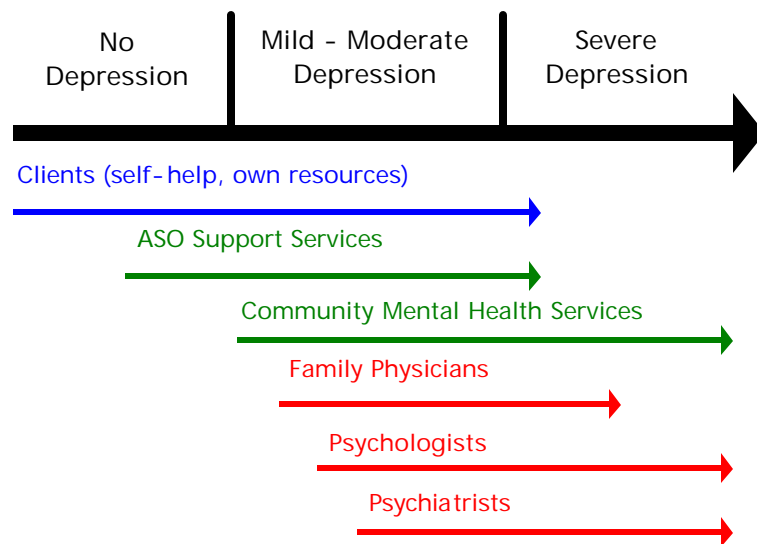 No
Depression
Mild - Moderate
Depression
Severe
Depression
Clients (self-help, own resources)
ASO Support Services
Community Mental Health Services
Family Physicians
Psychologists
Psychiatrists